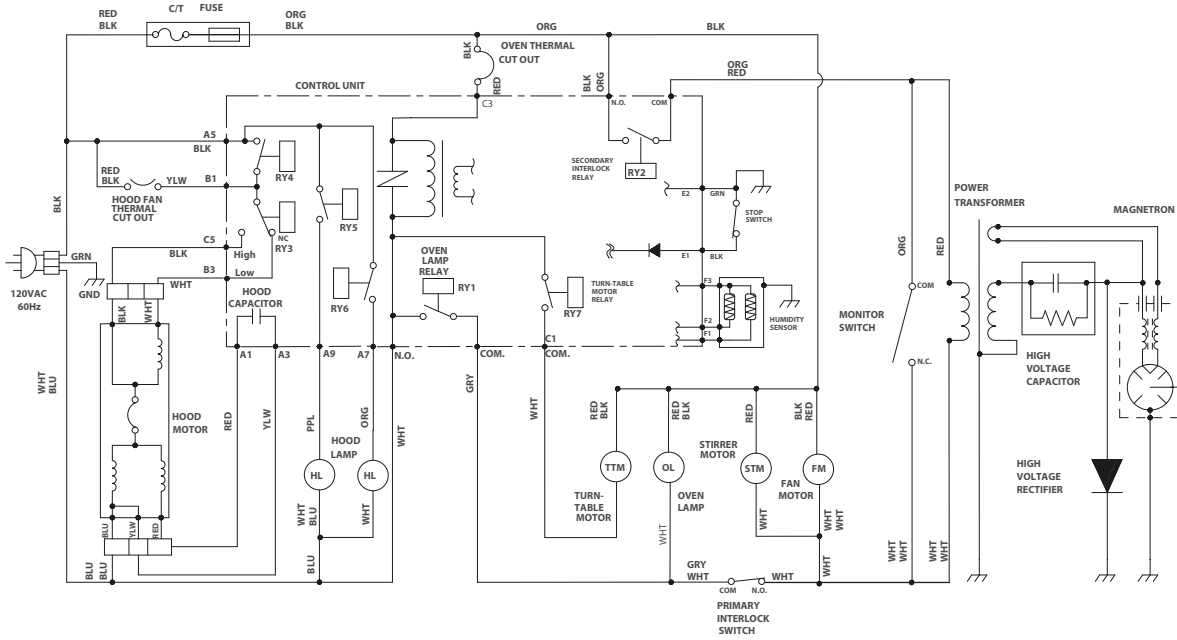 RED
BLK
C/T FUSE
ORG
BLK
ORG
BLK
BLK
OVEN THERMAL
CUT OUT
RED
BLK
ORG
ORG
RED
CONTROL UNIT
C3
N.O.
COM
A5
BLK
RED
BLK
YLW
B1
HOOD FAN
THERMAL
CUT OUT
RY4
NC
RY3
RY5
SECONDARY
INTERLOCK
RELAY
RY2
E2
GRN
STOP
SWITCH
POWER
TRANSFORMER
MAGNETRON
BLK
C5
BLK
High
GRN
GND
120VAC
60Hz
B3
WHT
Low
HOOD
CAPACITOR
OVEN
LAMP
RELAY
RY1
RY6
E1
BLK
TURN-TABLE
MOTOR
RELAY
RY7
F3
F2
F1
HUMIDITY
SENSOR
ORG
RED
COM
MONITOR
SWITCH
N.C.
HIGH
VOLTAGE
CAPACITOR
BLK
WHT
A1
A3
A9
A7
N.O.
COM.
C1
COM.
WHT
BLU
HOOD
MOTOR
RED
YLW
PPL
HOOD
LAMP
ORG
WHT
GRY
WHT
RED
BLK
RED
BLK
RED
BLK
RED
STIRRER
MOTOR
HL
HL
TTM
OL
STM
FM
TURN-
TABLE
MOTOR
OVEN
LAMP
FAN
MOTOR
HIGH
VOLTAGE
RECTIFIER
BLU
YLW
RED
WHT
BLU
WHT
WHT
WHT
WHT
WHT
WHT
WHT
WHT
WHT
BLU
BLU
BLU
WHT
GRY
WHT
WHT
COM
N.O.
PRIMARY
INTERLOCK
SWITCH